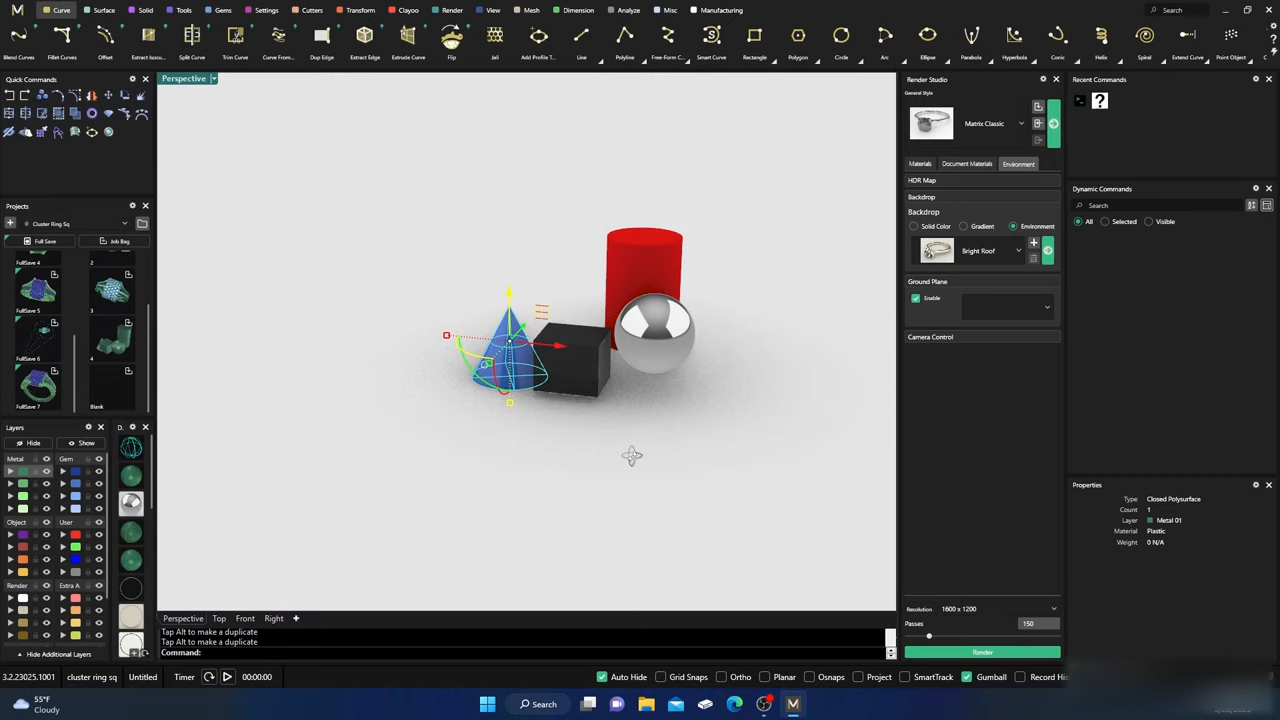 Curve Surface Solid Tools Gems Settings Cutters Transform Clayoo Render View Mesh Dimension Analyze Misc Manufacturing Search
Blend Curves Fillet Curves Offset Extract Isocu... Split Curve Trim Curve Curve From... Dup Edge Extract Edge Extrude Curve Flip Jali Add Profile T... Line Polyline Free-Form C... Smart Curve Rectangle Polygon Circle Arc Ellipse Parabola Hyperbola Conic Helix Spiral Extend Curve Point Object
Quick Commands
Perspective
Render Studio
Recent Commands
General Style
Matrix Classic
Materials Document Materials Environment
HDR Map
Dynamic Commands
Backdrop
Search
Projects
Backdrop
Cluster Ring Sq
Solid Color Gradient Environment
All Selected Visible
Full Save Job Bag
Bright Roof
FullSave 4 2
Ground Plane
Enable
FullSave 5 3
Camera Control
FullSave 6 4
FullSave 7 Blank
Layers D.
Hide Show
Metal Gem
Properties
Type Closed Polysurface
Count 1
Layer Metal 01
Material Plastic
Weight 0 N/A
Object User
Render Extra A
Resolution 1600 x 1200
Passes 150
Perspective Top Front Right
Tap Alt to make a duplicate
Tap Alt to make a duplicate
Command:
Render
Hide Additional Layers
3.2.23025.1001 cluster ring sq Untitled Timer 00:00:00 Auto Hide Grid Snaps Ortho Planar Osnaps Project SmartTrack Gumball Record His
55°F
Cloudy
Search